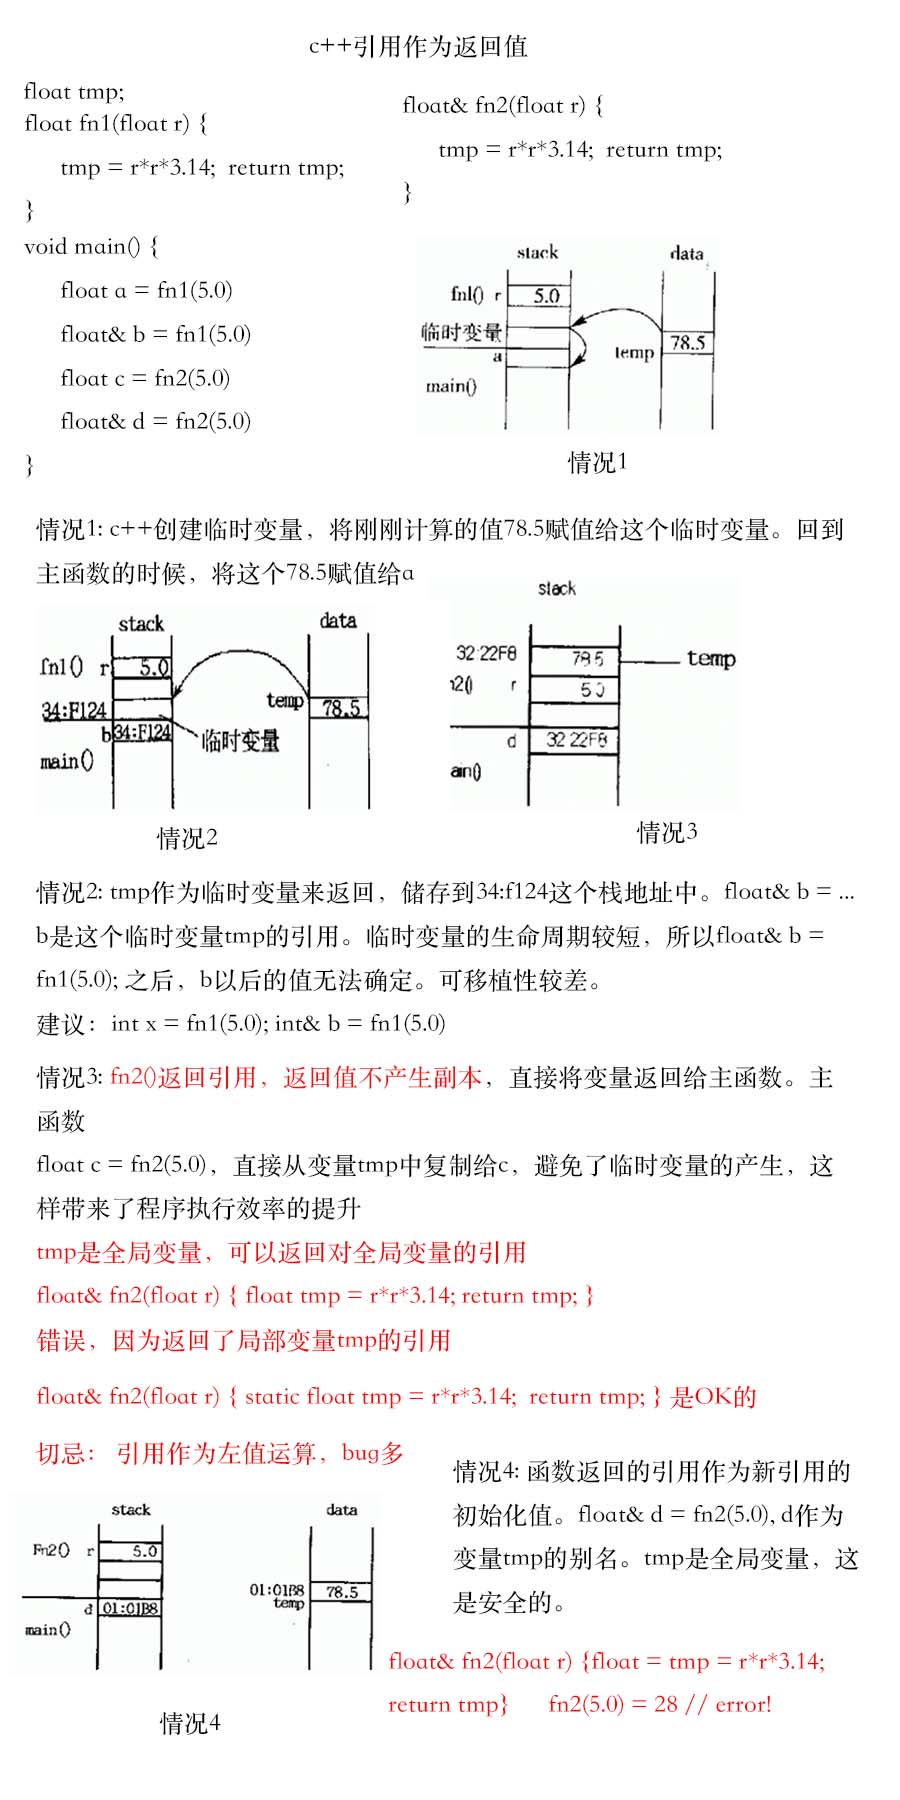 c++引用作为返回值
float tmp;
float fn1(float r) {
tmp = r*r*3.14;  return tmp;
}
void main() {
float a = fn1(5.0)
float& b = fn1(5.0)
float c = fn2(5.0)
float& d = fn2(5.0)
}
float& fn2(float r) {
tmp = r*r*3.14;  return tmp;
}
stack data
fn1() r 5.0
临时变量
a temp 78.5
main()
情况1
情况1: c++创建临时变量，将刚刚计算的值78.5赋值给这个临时变量。回到
主函数的时候，将这个78.5赋值给a
stack data
fn1() r 5.0
34:F124 temp 78.5
b 34:F124 临时变量
main()
情况2
stack
32:22F8 78.5 temp
n2() r 5.0
d 32:22F8
ain()
情况3
情况2: tmp作为临时变量来返回，储存到34:f124这个栈地址中。float& b = ...
b是这个临时变量tmp的引用。临时变量的生命周期较短，所以float& b =
fn1(5.0); 之后，b以后的值无法确定。可移植性较差。
建议：int x = fn1(5.0); int& b = fn1(5.0)
情况3: fn2()返回引用，返回值不产生副本，直接将变量返回给主函数。主
函数
float c = fn2(5.0)，直接从变量tmp中复制给c，避免了临时变量的产生，这
样带来了程序执行效率的提升
tmp是全局变量，可以返回对全局变量的引用
float& fn2(float r) { float tmp = r*r*3.14; return tmp; }
错误，因为返回了局部变量tmp的引用
float& fn2(float r) { static float tmp = r*r*3.14;  return tmp; } 是OK的
切忌： 引用作为左值运算，bug多
stack data
Fn2() r 5.0
01:01B8 78.5
temp
d 01:01B8
main()
情况4
情况4: 函数返回的引用作为新引用的
初始化值。float& d = fn2(5.0), d作为
变量tmp的别名。tmp是全局变量，这
是安全的。
float& fn2(float r) {float = tmp = r*r*3.14;
return tmp}      fn2(5.0) = 28 // error!